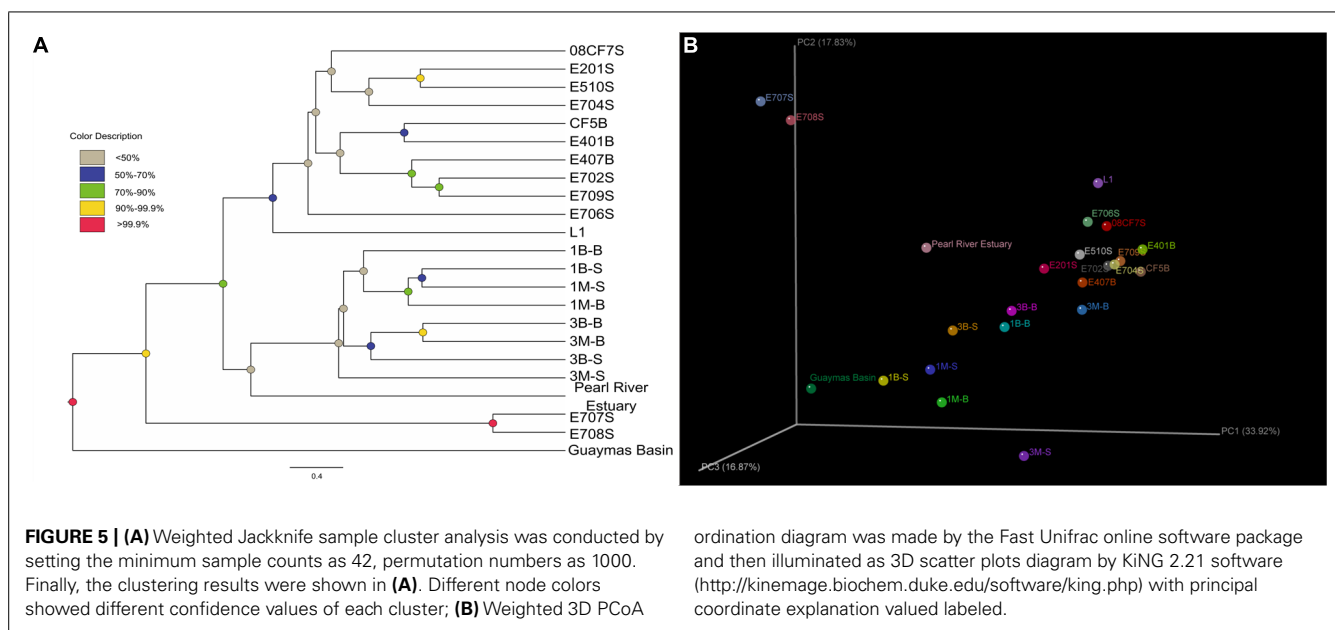 A
08CF7S
E201S
E510S
E704S
CF5B
E401B
E407B
E702S
E709S
E706S
L1
1B-B
1B-S
1M-S
1M-B
3B-B
3M-B
3B-S
3M-S
Pearl River
Estuary
E707S
E708S
Guaymas Basin
Color Description
<50%
50%-70%
70%-90%
90%-99.9%
>99.9%
0.4
B
PC2 (17.83%)
E707S
E708S
L1
E706S
08CF7S
Pearl River Estuary
E401B
E510S
E709S
E201S
E702S
E704S
CF5B
E407B
3B-B
3M-B
3B-S
1B-B
1M-S
Guaymas Basin
1B-S
1M-B
PC1 (33.92%)
3M-S
PC3 (16.87%)
FIGURE 5 | (A) Weighted Jackknife sample cluster analysis was conducted by
setting the minimum sample counts as 42, permutation numbers as 1000.
Finally, the clustering results were shown in (A). Different node colors
showed different confidence values of each cluster; (B) Weighted 3D PCoA
ordination diagram was made by the Fast Unifrac online software package
and then illuminated as 3D scatter plots diagram by KiNG 2.21 software
(http://kinemage.biochem.duke.edu/software/king.php) with principal
coordinate explanation valued labeled.